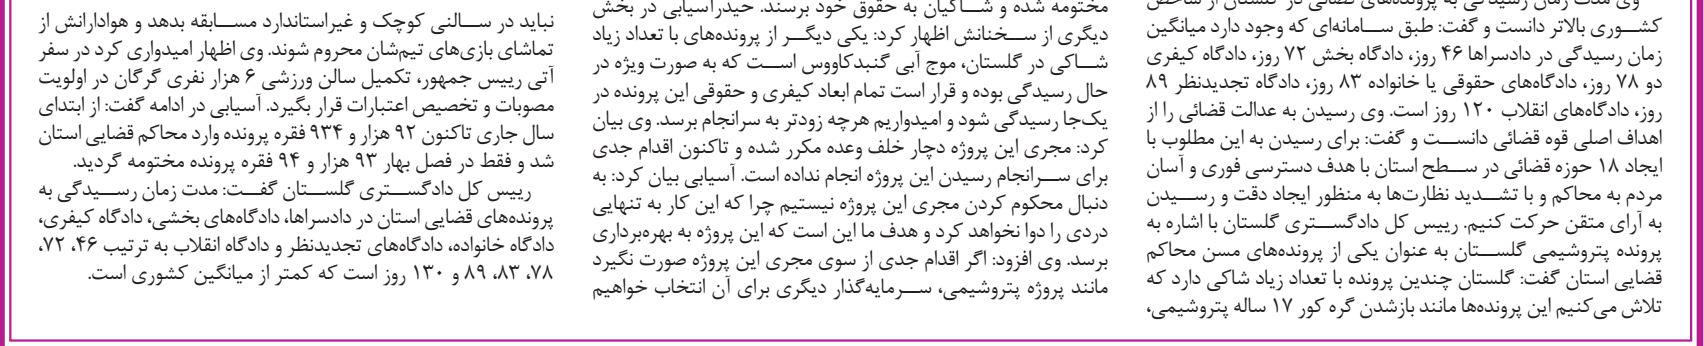 وی مدت زمان رسیدگی به پرونده‌های قضائی در گلستان از شاخص
کشوری بالاتر دانست و گفت: طبق سامانه‌ای که وجود دارد میانگین
زمان رسیدگی در دادسراها ۴۶ روز، دادگاه بخش ۷۲ روز، دادگاه کیفری
دو ۷۸ روز، دادگاه‌های حقوقی یا خانواده ۸۳ روز، دادگاه تجدیدنظر ۸۹
روز، دادگاه‌های انقلاب ۱۲۰ روز است. وی رسیدن به عدالت قضائی را از
اهداف اصلی قوه قضائی دانست و گفت: برای رسیدن به این مطلوب با
ایجاد ۱۸ حوزه قضائی در سطح استان با هدف دسترسی فوری و آسان
مردم به محاکم و با تشدید نظارت‌ها به منظور ایجاد دقت و رسیدن
به آرای متقن حرکت کنیم. رییس کل دادگستری گلستان با اشاره به
پرونده پتروشیمی گلستان به عنوان یکی از پرونده‌های مسن محاکم
قضایی استان گفت: گلستان چندین پرونده با تعداد زیاد شاکی دارد که
تلاش می‌کنیم این پرونده‌ها مانند بازشدن گره کور ۱۷ ساله پتروشیمی،
مختومه شده و شاکیان به حقوق خود برسند. حیدرآسیابی در بخش
دیگری از سخنانش اظهار کرد: یکی دیگر از پرونده‌های با تعداد زیاد
شاکی در گلستان، موج آبی گنبدکاووس است که به صورت ویژه در
حال رسیدگی بوده و قرار است تمام ابعاد کیفری و حقوقی این پرونده در
یک‌جا رسیدگی شود و امیدواریم هرچه زودتر به سرانجام برسد. وی بیان
کرد: مجری این پروژه دچار خلف وعده مکرر شده و تاکنون اقدام جدی
برای سرانجام رسیدن این پروژه انجام نداده است. آسیابی بیان کرد: به
دنبال محکوم کردن مجری این پروژه نیستیم چرا که این کار به تنهایی
دردی را دوا نخواهد کرد و هدف ما این است که این پروژه به بهره‌برداری
برسد. وی افزود: اگر اقدام جدی از سوی مجری این پروژه صورت نگیرد
مانند پروژه پتروشیمی، سرمایه‌گذار دیگری برای آن انتخاب خواهیم
نباید در سالنی کوچک و غیراستاندارد مسابقه بدهد و هوادارانش از
تماشای بازی‌های تیم‌شان محروم شوند. وی اظهار امیدواری کرد در سفر
آتی رییس جمهور، تکمیل سالن ورزشی ۶ هزار نفری گرگان در اولویت
مصوبات و تخصیص اعتبارات قرار بگیرد. آسیابی در ادامه گفت: از ابتدای
سال جاری تاکنون ۹۲ هزار و ۹۳۴ فقره پرونده وارد محاکم قضایی استان
شد و فقط در فصل بهار ۹۳ هزار و ۹۴ فقره پرونده مختومه گردید.
رییس کل دادگستری گلستان گفت: مدت زمان رسیدگی به
پرونده‌های قضایی استان در دادسراها، دادگاه‌های بخشی، دادگاه کیفری،
دادگاه خانواده، دادگاه‌های تجدیدنظر و دادگاه انقلاب به ترتیب ۴۶، ۷۲،
۷۸، ۸۳، ۸۹ و ۱۳۰ روز است که کمتر از میانگین کشوری است.